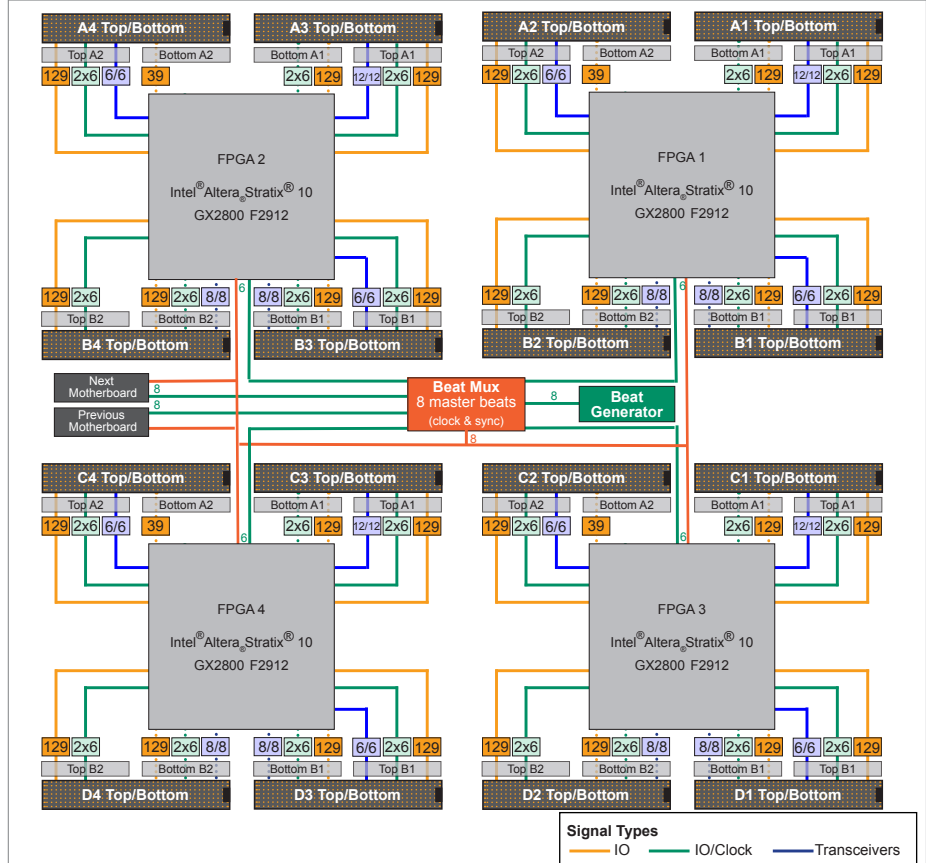 A4 Top/Bottom A3 Top/Bottom A2 Top/Bottom A1 Top/Bottom
Top A2 Bottom A2 Bottom A1 Top A1 Top A2 Bottom A2 Bottom A1 Top A1
129 2x6 6/6 39 2x6 129 12/12 2x6 129 129 2x6 6/6 39 2x6 129 12/12 2x6 129
FPGA 2 FPGA 1
Intel®Altera®Stratix® 10 Intel®Altera®Stratix® 10
GX2800 F2912 GX2800 F2912
6 6
129 2x6 129 2x6 8/8 8/8 2x6 129 6/6 2x6 129 129 2x6 129 2x6 8/8 8/8 2x6 129 6/6 2x6 129
Top B2 Bottom B2 Bottom B1 Top B1 Top B2 Bottom B2 Bottom B1 Top B1
B4 Top/Bottom B3 Top/Bottom B2 Top/Bottom B1 Top/Bottom
Next
Motherboard
8
8
Previous
Motherboard
Beat Mux
8 master beats
(clock & sync)
8
8
Beat
Generator
C4 Top/Bottom C3 Top/Bottom C2 Top/Bottom C1 Top/Bottom
Top A2 Bottom A2 Bottom A1 Top A1 Top A2 Bottom A2 Bottom A1 Top A1
129 2x6 6/6 39 2x6 129 12/12 2x6 129 129 2x6 6/6 39 2x6 129 12/12 2x6 129
6 6
FPGA 4 FPGA 3
Intel®Altera®Stratix® 10 Intel®Altera®Stratix® 10
GX2800 F2912 GX2800 F2912
129 2x6 129 2x6 8/8 8/8 2x6 129 6/6 2x6 129 129 2x6 129 2x6 8/8 8/8 2x6 129 6/6 2x6 129
Top B2 Bottom B2 Bottom B1 Top B1 Top B2 Bottom B2 Bottom B1 Top B1
D4 Top/Bottom D3 Top/Bottom D2 Top/Bottom D1 Top/Bottom
Signal Types
IO IO/Clock Transceivers